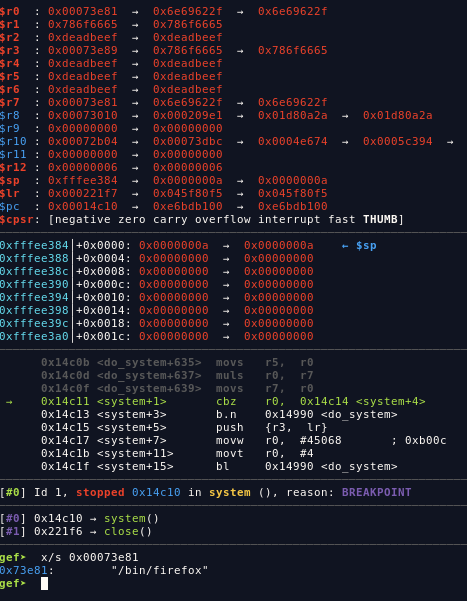 $r0  : 0x00073e81  →  0x6e69622f  →  0x6e69622f
$r1  : 0x786f6665  →  0x786f6665
$r2  : 0xdeadbeef  →  0xdeadbeef
$r3  : 0x00073e89  →  0x786f6665  →  0x786f6665
$r4  : 0xdeadbeef  →  0xdeadbeef
$r5  : 0xdeadbeef  →  0xdeadbeef
$r6  : 0xdeadbeef  →  0xdeadbeef
$r7  : 0x00073e81  →  0x6e69622f  →  0x6e69622f
$r8  : 0x00073010  →  0x000209e1  →  0x01d80a2a  →  0x01d80a2a
$r9  : 0x00000000  →  0x00000000
$r10 : 0x00072b04  →  0x00073dbc  →  0x0004e674  →  0x0005c394  →
$r11 : 0x00000000  →  0x00000000
$r12 : 0x00000006  →  0x00000006
$sp  : 0xfffee384  →  0x0000000a  →  0x0000000a
$lr  : 0x000221f7  →  0x045f80f5  →  0x045f80f5
$pc  : 0x00014c10  →  0xe6bdb100  →  0xe6bdb100
$cpsr: [negative zero carry overflow interrupt fast THUMB]
0xfffee384│+0x0000: 0x0000000a  →  0x0000000a    ← $sp
0xfffee388│+0x0004: 0x00000000  →  0x00000000
0xfffee38c│+0x0008: 0x00000000  →  0x00000000
0xfffee390│+0x000c: 0x00000000  →  0x00000000
0xfffee394│+0x0010: 0x00000000  →  0x00000000
0xfffee398│+0x0014: 0x00000000  →  0x00000000
0xfffee39c│+0x0018: 0x00000000  →  0x00000000
0xfffee3a0│+0x001c: 0x00000000  →  0x00000000
0x14c0b <do_system+635>  movs   r5,  r0
0x14c0d <do_system+637>  muls   r0,  r7
0x14c0f <do_system+639>  movs   r7,  r0
→    0x14c11 <system+1>       cbz    r0,  0x14c14 <system+4>
0x14c13 <system+3>       b.n    0x14990 <do_system>
0x14c15 <system+5>       push   {r3,  lr}
0x14c17 <system+7>       movw   r0,  #45068       ; 0xb00c
0x14c1b <system+11>      movt   r0,  #4
0x14c1f <system+15>      bl     0x14990 <do_system>
[#0] Id 1, stopped 0x14c10 in system (), reason: BREAKPOINT
[#0] 0x14c10 → system()
[#1] 0x221f6 → close()
gef➤  x/s 0x00073e81
0x73e81:        "/bin/firefox"
gef➤